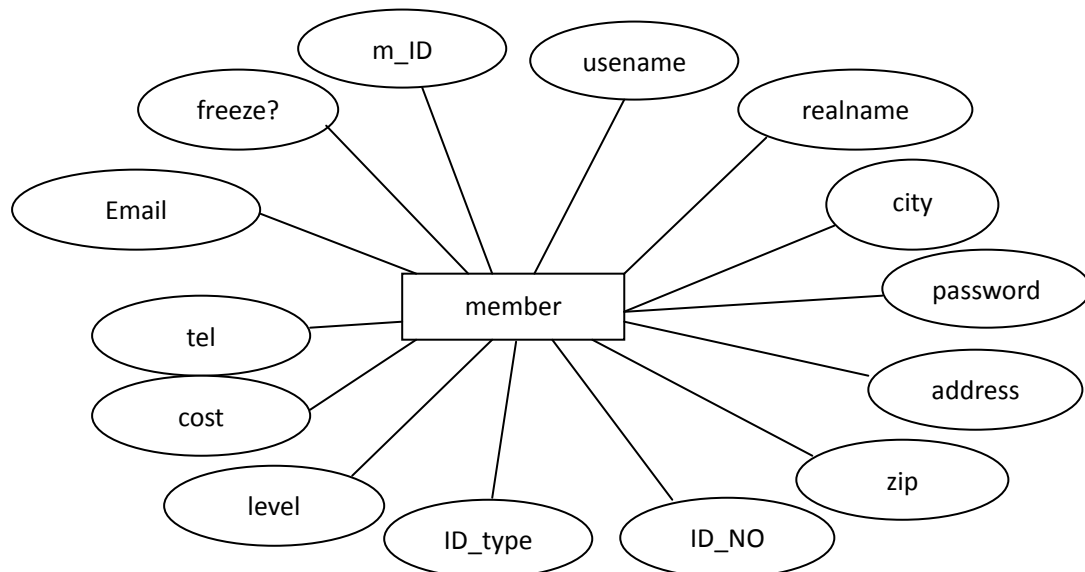 m_ID
usename
freeze?
realname
Email
city
member
password
tel
address
cost
zip
level
ID_type
ID_NO